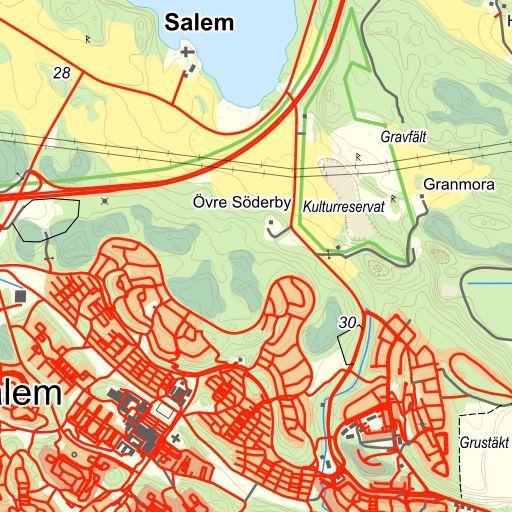 Salem
H
28
Gravfält
Granmora
Övre Söderby
Kulturreservat
30
alem
Grustäkt